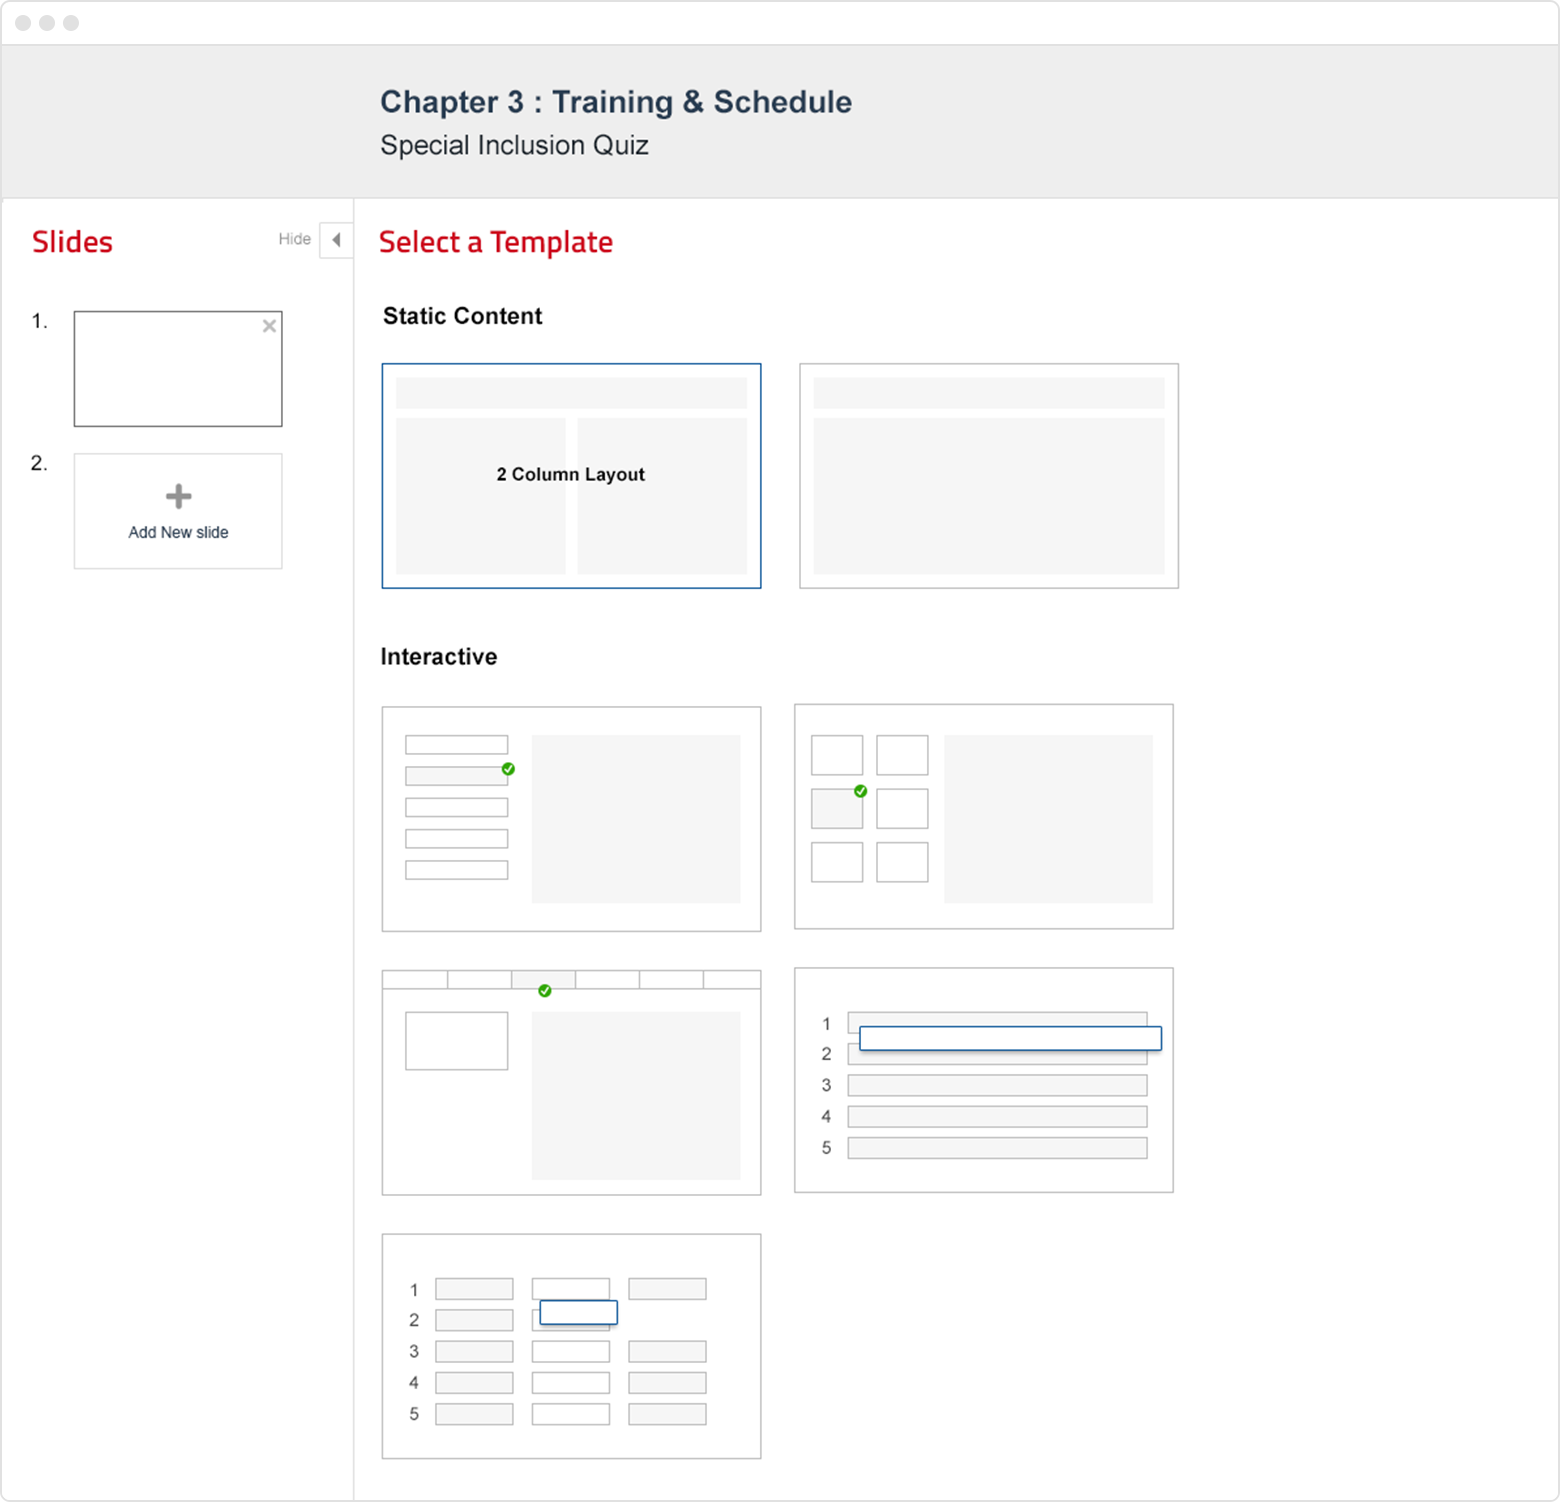 Chapter 3 : Training & Schedule
Special Inclusion Quiz
Slides
Hide
1.
2.
Add New slide
Select a Template
Static Content
2 Column Layout
Interactive
1
2
3
4
5
1
2
3
4
5